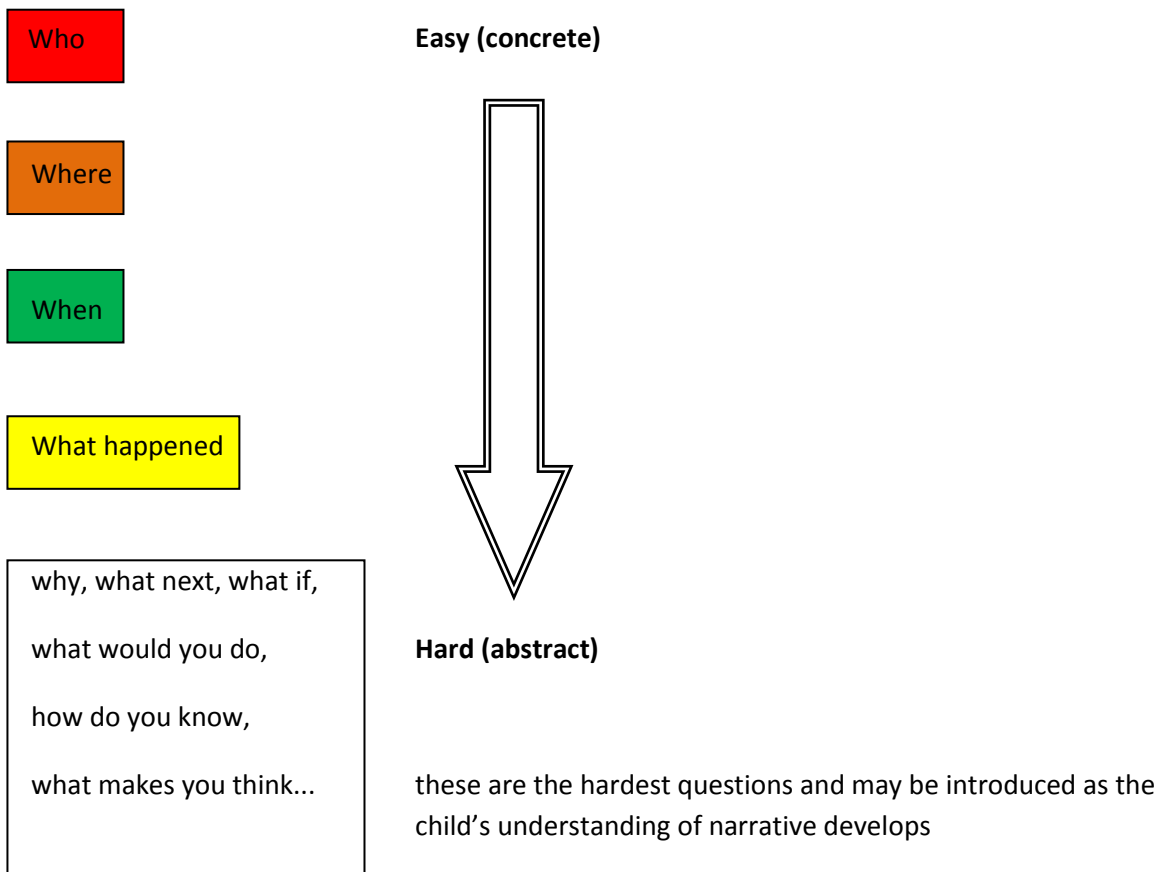 Who
Easy (concrete)
Where
When
What happened
why, what next, what if,
what would you do,
Hard (abstract)
how do you know,
what makes you think...
these are the hardest questions and may be introduced as the
child’s understanding of narrative develops